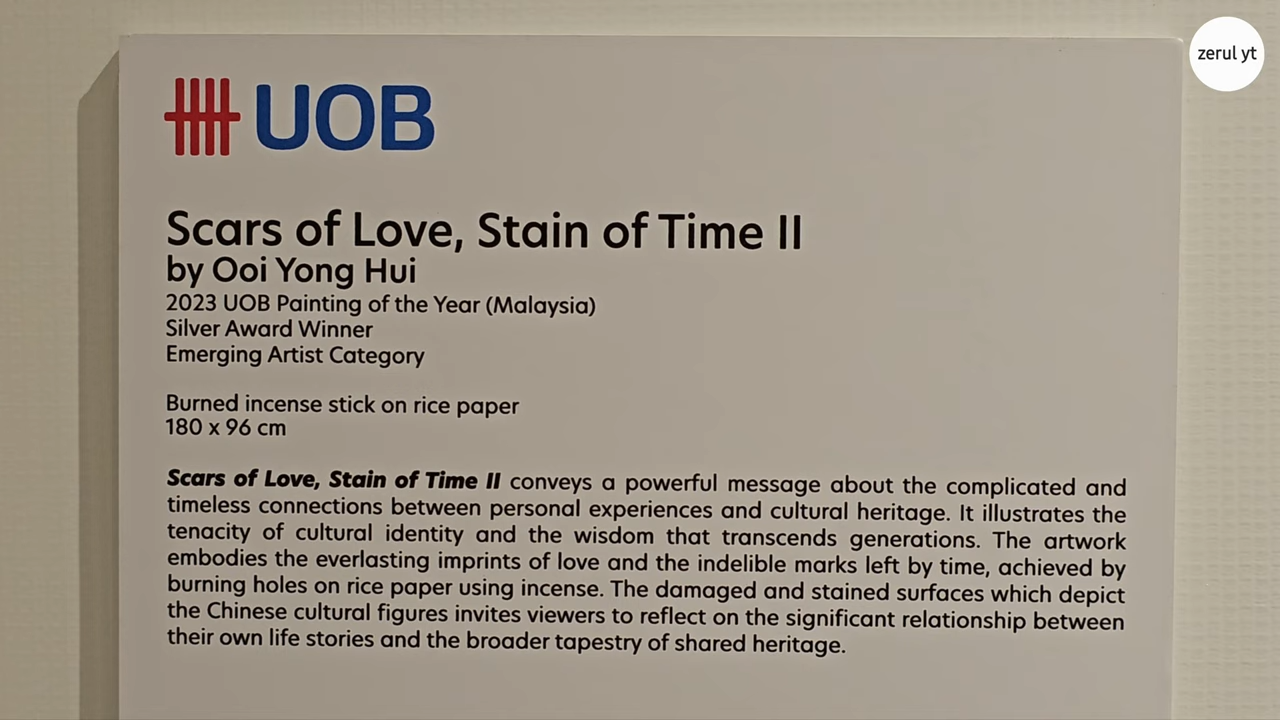 zerul yt
UOB
Scars of Love, Stain of Time II
by Ooi Yong Hui
2023 UOB Painting of the Year (Malaysia)
Silver Award Winner
Emerging Artist Category
Burned incense stick on rice paper
180 x 96 cm
Scars of Love, Stain of Time II conveys a powerful message about the complicated and
timeless connections between personal experiences and cultural heritage. It illustrates the
tenacity of cultural identity and the wisdom that transcends generations. The artwork
embodies the everlasting imprints of love and the indelible marks left by time, achieved by
burning holes on rice paper using incense. The damaged and stained surfaces which depict
the Chinese cultural figures invites viewers to reflect on the significant relationship between
their own life stories and the broader tapestry of shared heritage.